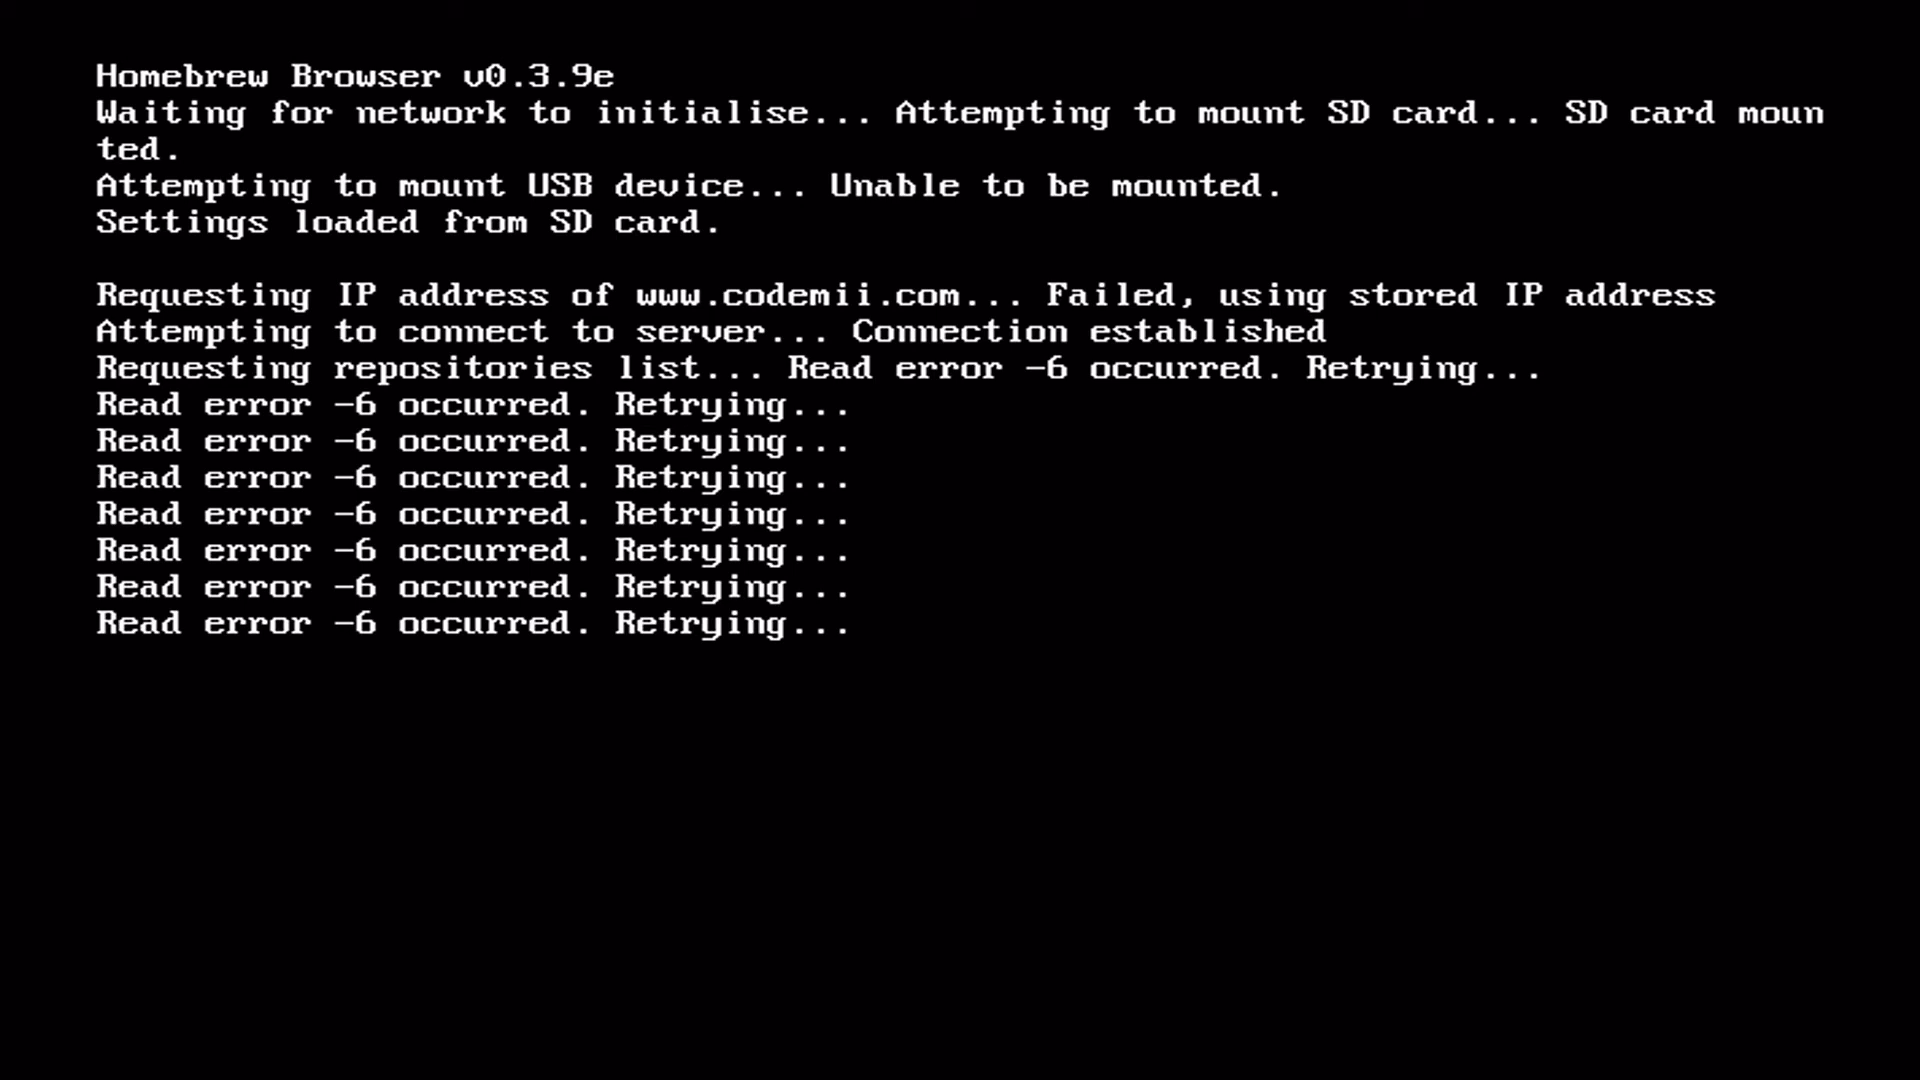 Homebrew Browser v0.3.9e
Waiting for network to initialise... Attempting to mount SD card... SD card moun
ted.
Attempting to mount USB device... Unable to be mounted.
Settings loaded from SD card.
Requesting IP address of www.codemii.com... Failed, using stored IP address
Attempting to connect to server... Connection established
Requesting repositories list... Read error -6 occurred. Retrying...
Read error -6 occurred. Retrying...
Read error -6 occurred. Retrying...
Read error -6 occurred. Retrying...
Read error -6 occurred. Retrying...
Read error -6 occurred. Retrying...
Read error -6 occurred. Retrying...
Read error -6 occurred. Retrying...